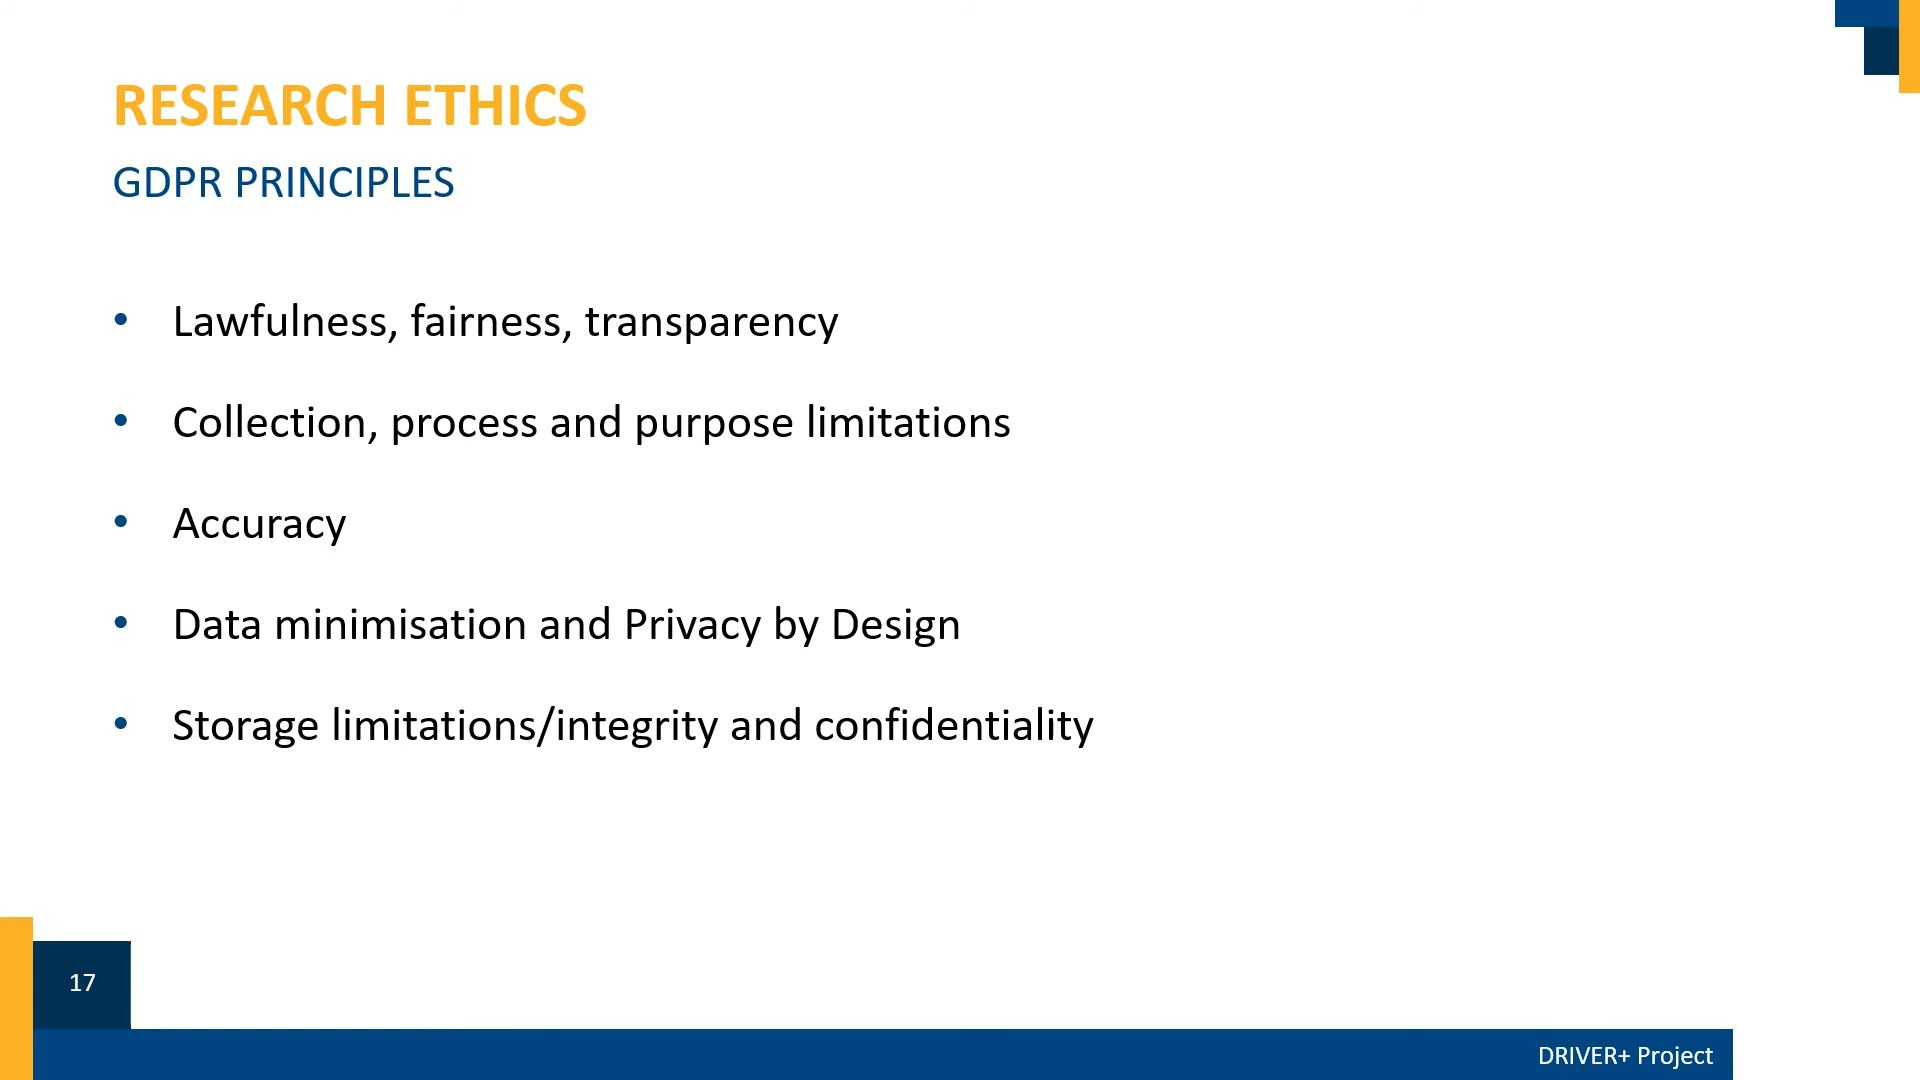 RESEARCH ETHICS
GDPR PRINCIPLES
• Lawfulness, fairness, transparency
• Collection, process and purpose limitations
• Accuracy
• Data minimisation and Privacy by Design
• Storage limitations/integrity and confidentiality
17
DRIVER+ Project